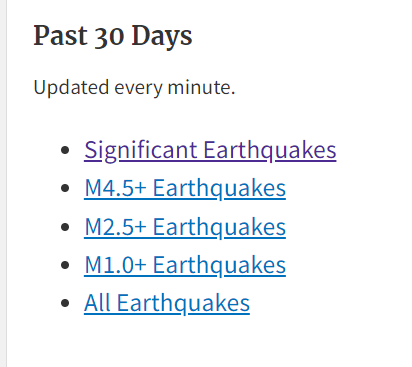 Past 30 Days
Updated every minute.
Significant Earthquakes
M4.5+ Earthquakes
M2.5+ Earthquakes
M1.0+ Earthquakes
All Earthquakes